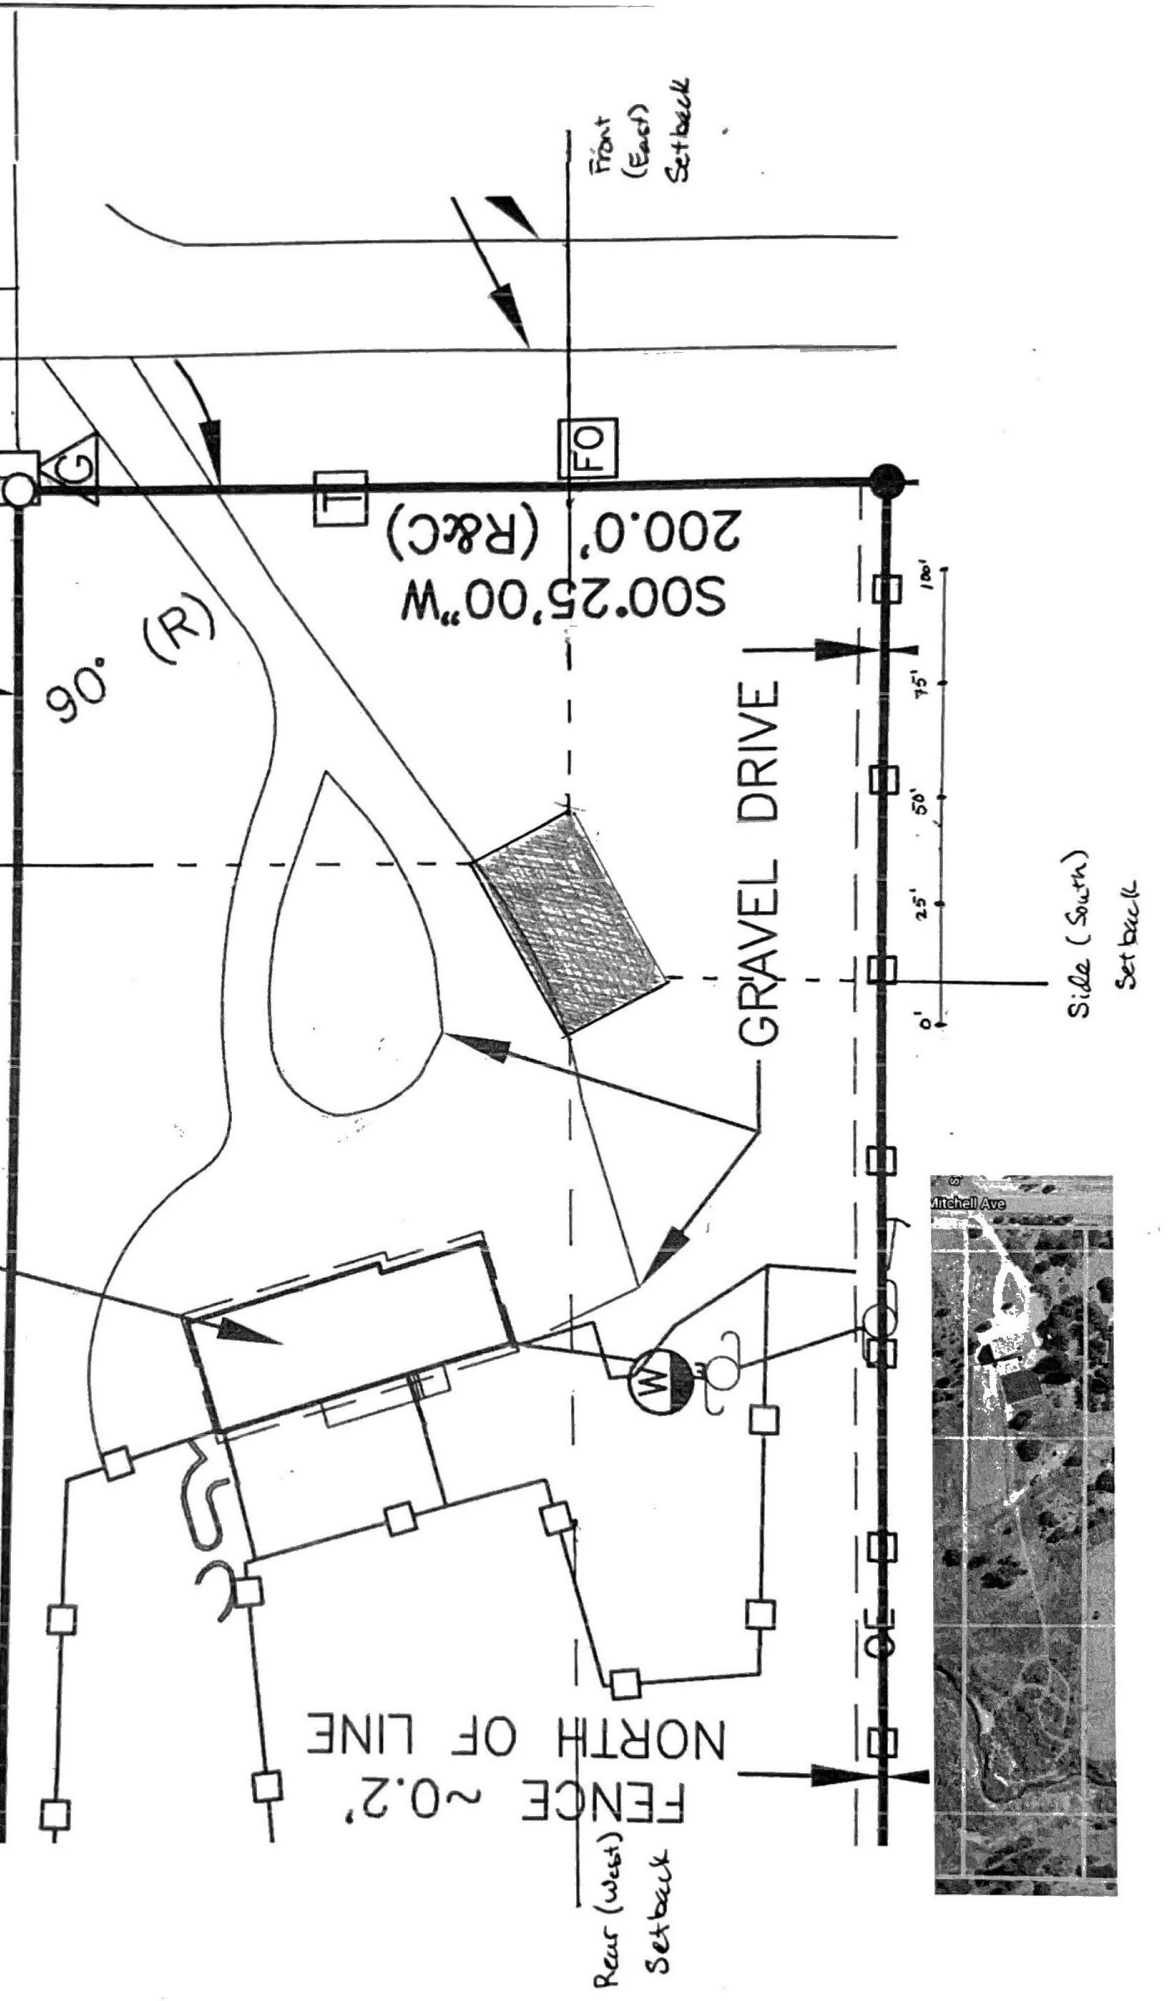 Front
(East)
Setback
G
T
FO
S00°25'00"W
200.0' (R&C)
90° (R)
GRAVEL DRIVE
0' 25' 50' 75' 100'
Side (South)
Setback
W
E
OE
FENCE ~0.2'
NORTH OF LINE
Rear (West)
Setback
Mitchell Ave
S